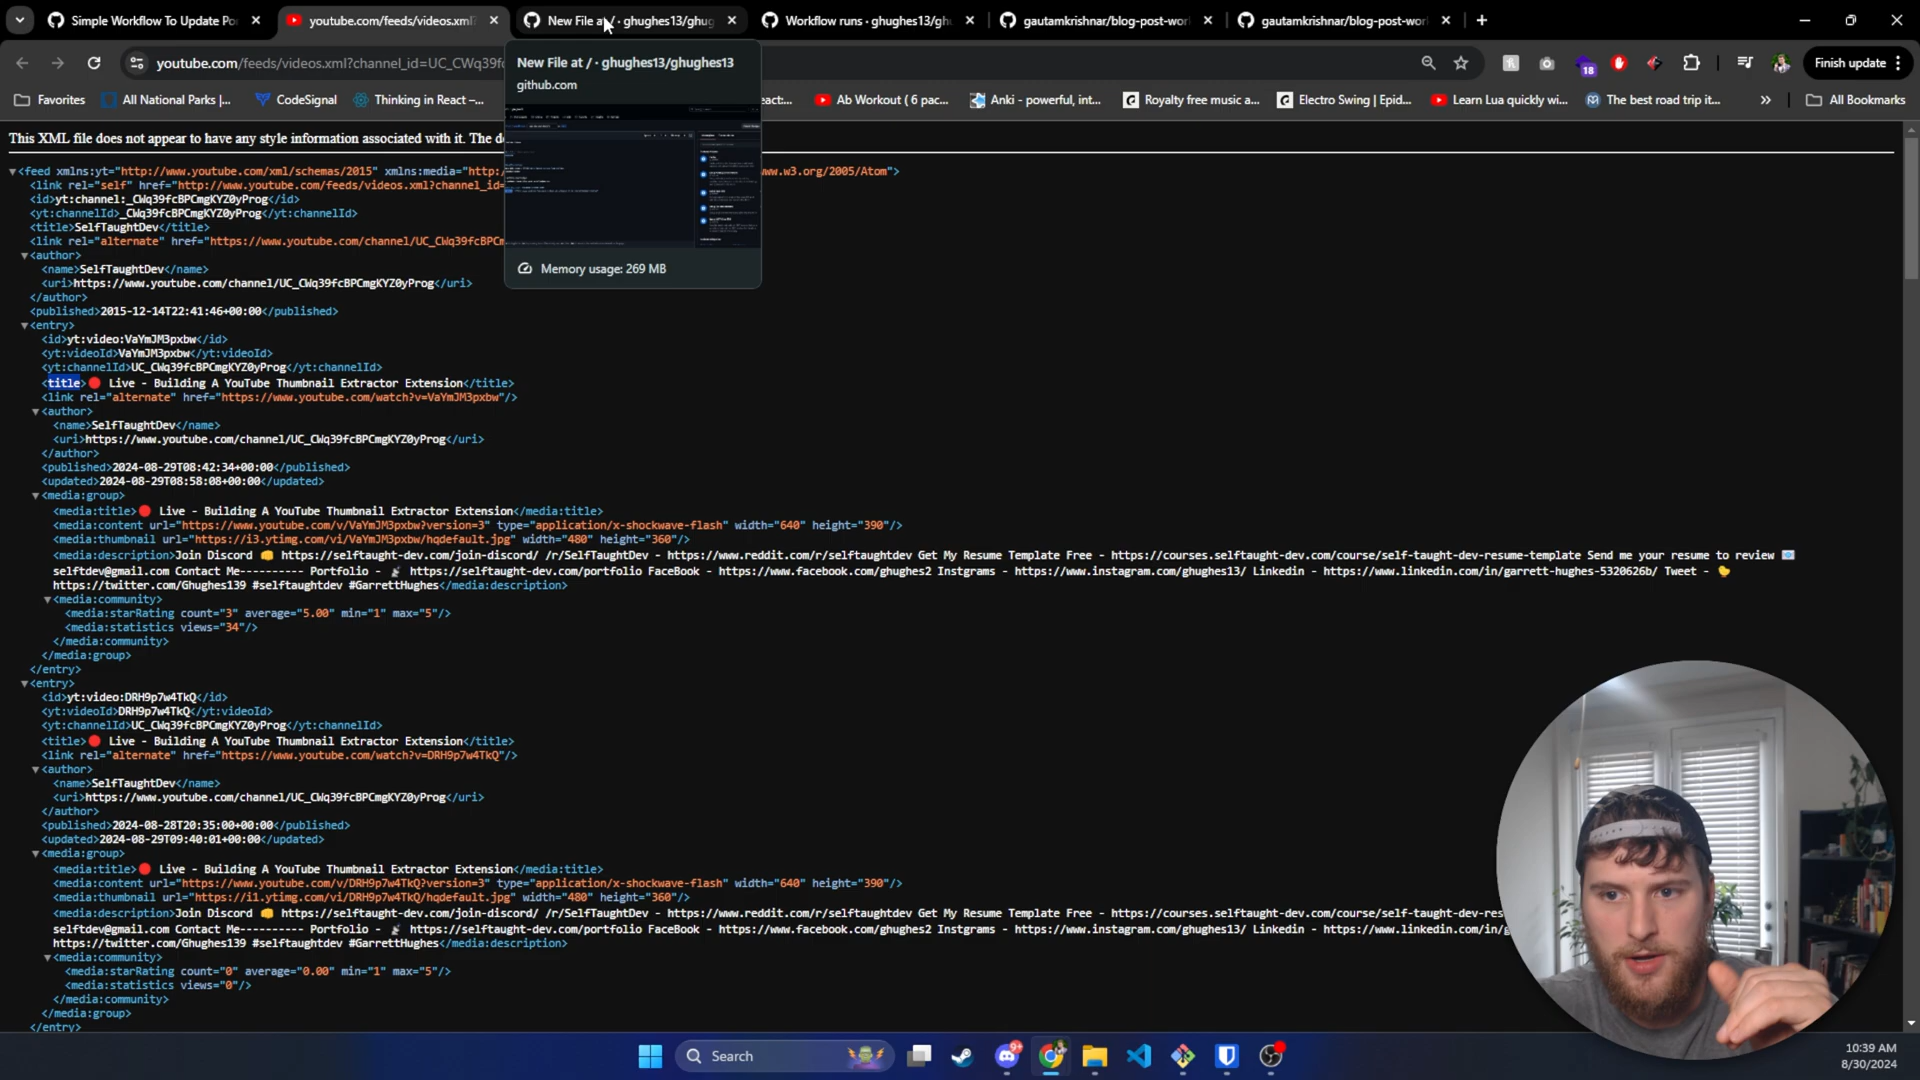 Simple Workflow To Update Po
youtube.com/feeds/videos.xml?
New File at / · ghughes13/ghug
Workflow runs · ghughes13/gh
gautamkrishnar/blog-post-wor
gautamkrishnar/blog-post-wor
youtube.com/feeds/videos.xml?channel_id=UC_CWq39fc
Finish update
Favorites
All National Parks |...
CodeSignal
Thinking in React –...
eact:...
Ab Workout ( 6 pac...
Anki - powerful, int...
Royalty free music a...
Electro Swing | Epid...
Learn Lua quickly wi...
The best road trip it...
All Bookmarks
New File at / · ghughes13/ghughes13
github.com
Memory usage: 269 MB
This XML file does not appear to have any style information associated with it. The d
<feed xmlns:yt="http://www.youtube.com/xml/schemas/2015" xmlns:media="http: ww.w3.org/2005/Atom">
<link rel="self" href="http://www.youtube.com/feeds/videos.xml?channel_id=
<id>yt:channel:_CWq39fcBPCmgKYZ0yProg</id>
<yt:channelId>_CWq39fcBPCmgKYZ0yProg</yt:channelId>
<title>SelfTaughtDev</title>
<link rel="alternate" href="https://www.youtube.com/channel/UC_CWq39fcBPCm
<author>
<name>SelfTaughtDev</name>
<uri>https://www.youtube.com/channel/UC_CWq39fcBPCmgKYZ0yProg</uri>
</author>
<published>2015-12-14T22:41:46+00:00</published>
<entry>
<id>yt:video:VaYmJM3pxbw</id>
<yt:videoId>VaYmJM3pxbw</yt:videoId>
<yt:channelId>UC_CWq39fcBPCmgKYZ0yProg</yt:channelId>
<title>🔴 Live - Building A YouTube Thumbnail Extractor Extension</title>
<link rel="alternate" href="https://www.youtube.com/watch?v=VaYmJM3pxbw"/>
<author>
<name>SelfTaughtDev</name>
<uri>https://www.youtube.com/channel/UC_CWq39fcBPCmgKYZ0yProg</uri>
</author>
<published>2024-08-29T08:42:34+00:00</published>
<updated>2024-08-29T08:58:08+00:00</updated>
<media:group>
<media:title>🔴 Live - Building A YouTube Thumbnail Extractor Extension</media:title>
<media:content url="https://www.youtube.com/v/VaYmJM3pxbw?version=3" type="application/x-shockwave-flash" width="640" height="390"/>
<media:thumbnail url="https://i3.ytimg.com/vi/VaYmJM3pxbw/hqdefault.jpg" width="480" height="360"/>
<media:description>Join Discord 👊 https://selftaught-dev.com/join-discord/ /r/SelfTaughtDev - https://www.reddit.com/r/selftaughtdev Get My Resume Template Free - https://courses.selftaught-dev.com/course/self-taught-dev-resume-template Send me your resume to review 📧
selftdev@gmail.com Contact Me---------- Portfolio - https://selftaught-dev.com/portfolio FaceBook - https://www.facebook.com/ghughes2 Instgrams - https://www.instagram.com/ghughes13/ Linkedin - https://www.linkedin.com/in/garrett-hughes-5320626b/ Tweet - 🐤
https://twitter.com/Ghughes139 #selftaughtdev #GarrettHughes</media:description>
<media:community>
<media:starRating count="3" average="5.00" min="1" max="5"/>
<media:statistics views="34"/>
</media:community>
</media:group>
</entry>
<entry>
<id>yt:video:DRH9p7w4TkQ</id>
<yt:videoId>DRH9p7w4TkQ</yt:videoId>
<yt:channelId>UC_CWq39fcBPCmgKYZ0yProg</yt:channelId>
<title>🔴 Live - Building A YouTube Thumbnail Extractor Extension</title>
<link rel="alternate" href="https://www.youtube.com/watch?v=DRH9p7w4TkQ"/>
<author>
<name>SelfTaughtDev</name>
<uri>https://www.youtube.com/channel/UC_CWq39fcBPCmgKYZ0yProg</uri>
</author>
<published>2024-08-28T20:35:00+00:00</published>
<updated>2024-08-29T09:40:01+00:00</updated>
<media:group>
<media:title>🔴 Live - Building A YouTube Thumbnail Extractor Extension</media:title>
<media:content url="https://www.youtube.com/v/DRH9p7w4TkQ?version=3" type="application/x-shockwave-flash" width="640" height="390"/>
<media:thumbnail url="https://i1.ytimg.com/vi/DRH9p7w4TkQ/hqdefault.jpg" width="480" height="360"/>
<media:description>Join Discord 👊 https://selftaught-dev.com/join-discord/ /r/SelfTaughtDev - https://www.reddit.com/r/selftaughtdev Get My Resume Template Free - https://courses.selftaught-dev.com/course/self-taught-dev-res
selftdev@gmail.com Contact Me---------- Portfolio - https://selftaught-dev.com/portfolio FaceBook - https://www.facebook.com/ghughes2 Instgrams - https://www.instagram.com/ghughes13/ Linkedin - https://www.linkedin.com/in/g
https://twitter.com/Ghughes139 #selftaughtdev #GarrettHughes</media:description>
<media:community>
<media:starRating count="0" average="0.00" min="1" max="5"/>
<media:statistics views="0"/>
</media:community>
</media:group>
</entry>
Search
10:39 AM
8/30/2024